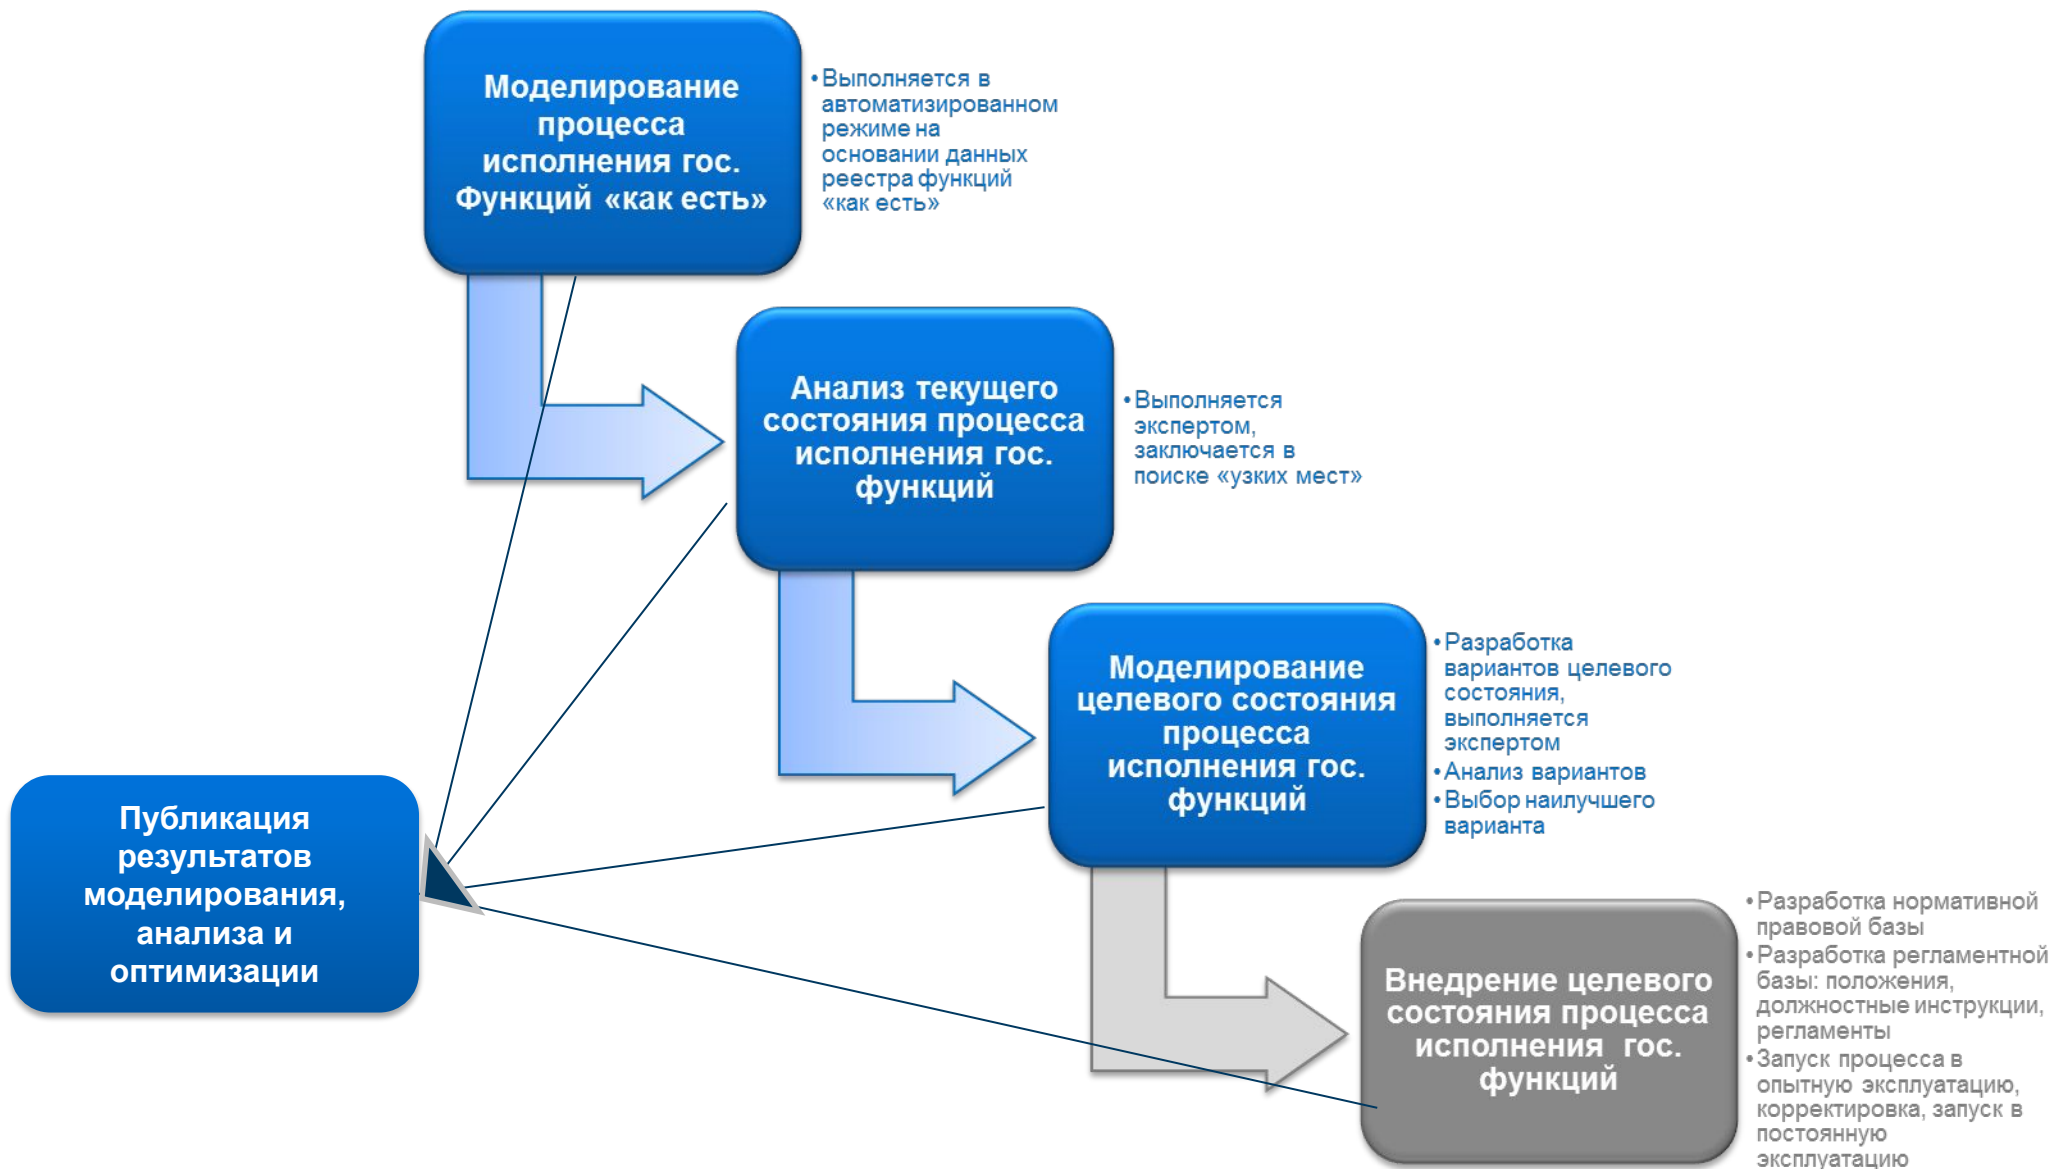 Моделирование
процесса
исполнения гос.
Функций «как есть»
•Выполняется в
автоматизированном
режиме на
основании данных
реестра функций
«как есть»
Анализ текущего
состояния процесса
исполнения гос.
функций
•Выполняется
экспертом,
заключается в
поиске «узких мест»
Моделирование
целевого состояния
процесса
исполнения гос.
функций
•Разработка
вариантов целевого
состояния,
выполняется
экспертом
•Анализ вариантов
•Выбор наилучшего
варианта
Публикация
результатов
моделирования,
анализа и
оптимизации
Внедрение целевого
состояния процесса
исполнения гос.
функций
•Разработка нормативной
правовой базы
•Разработка регламентной
базы: положения,
должностные инструкции,
регламенты
•Запуск процесса в
опытную эксплуатацию,
корректировка, запуск в
постоянную
эксплуатацию